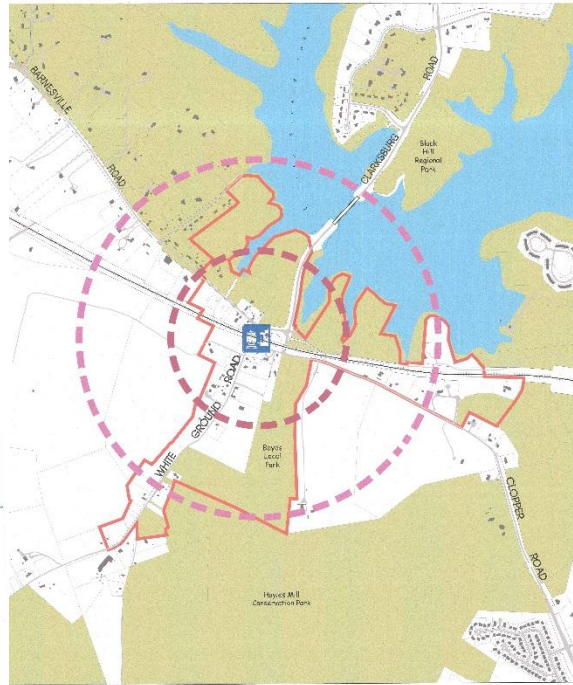 BARNESVILLE
ROAD
ROAD
CLARKSBURG
Black
Hill
Regional
Park
ROAD
GROUND
WHITE
Boyds
Local
Park
CLOPPER
ROAD
Hoyles Mill
Conservation Park